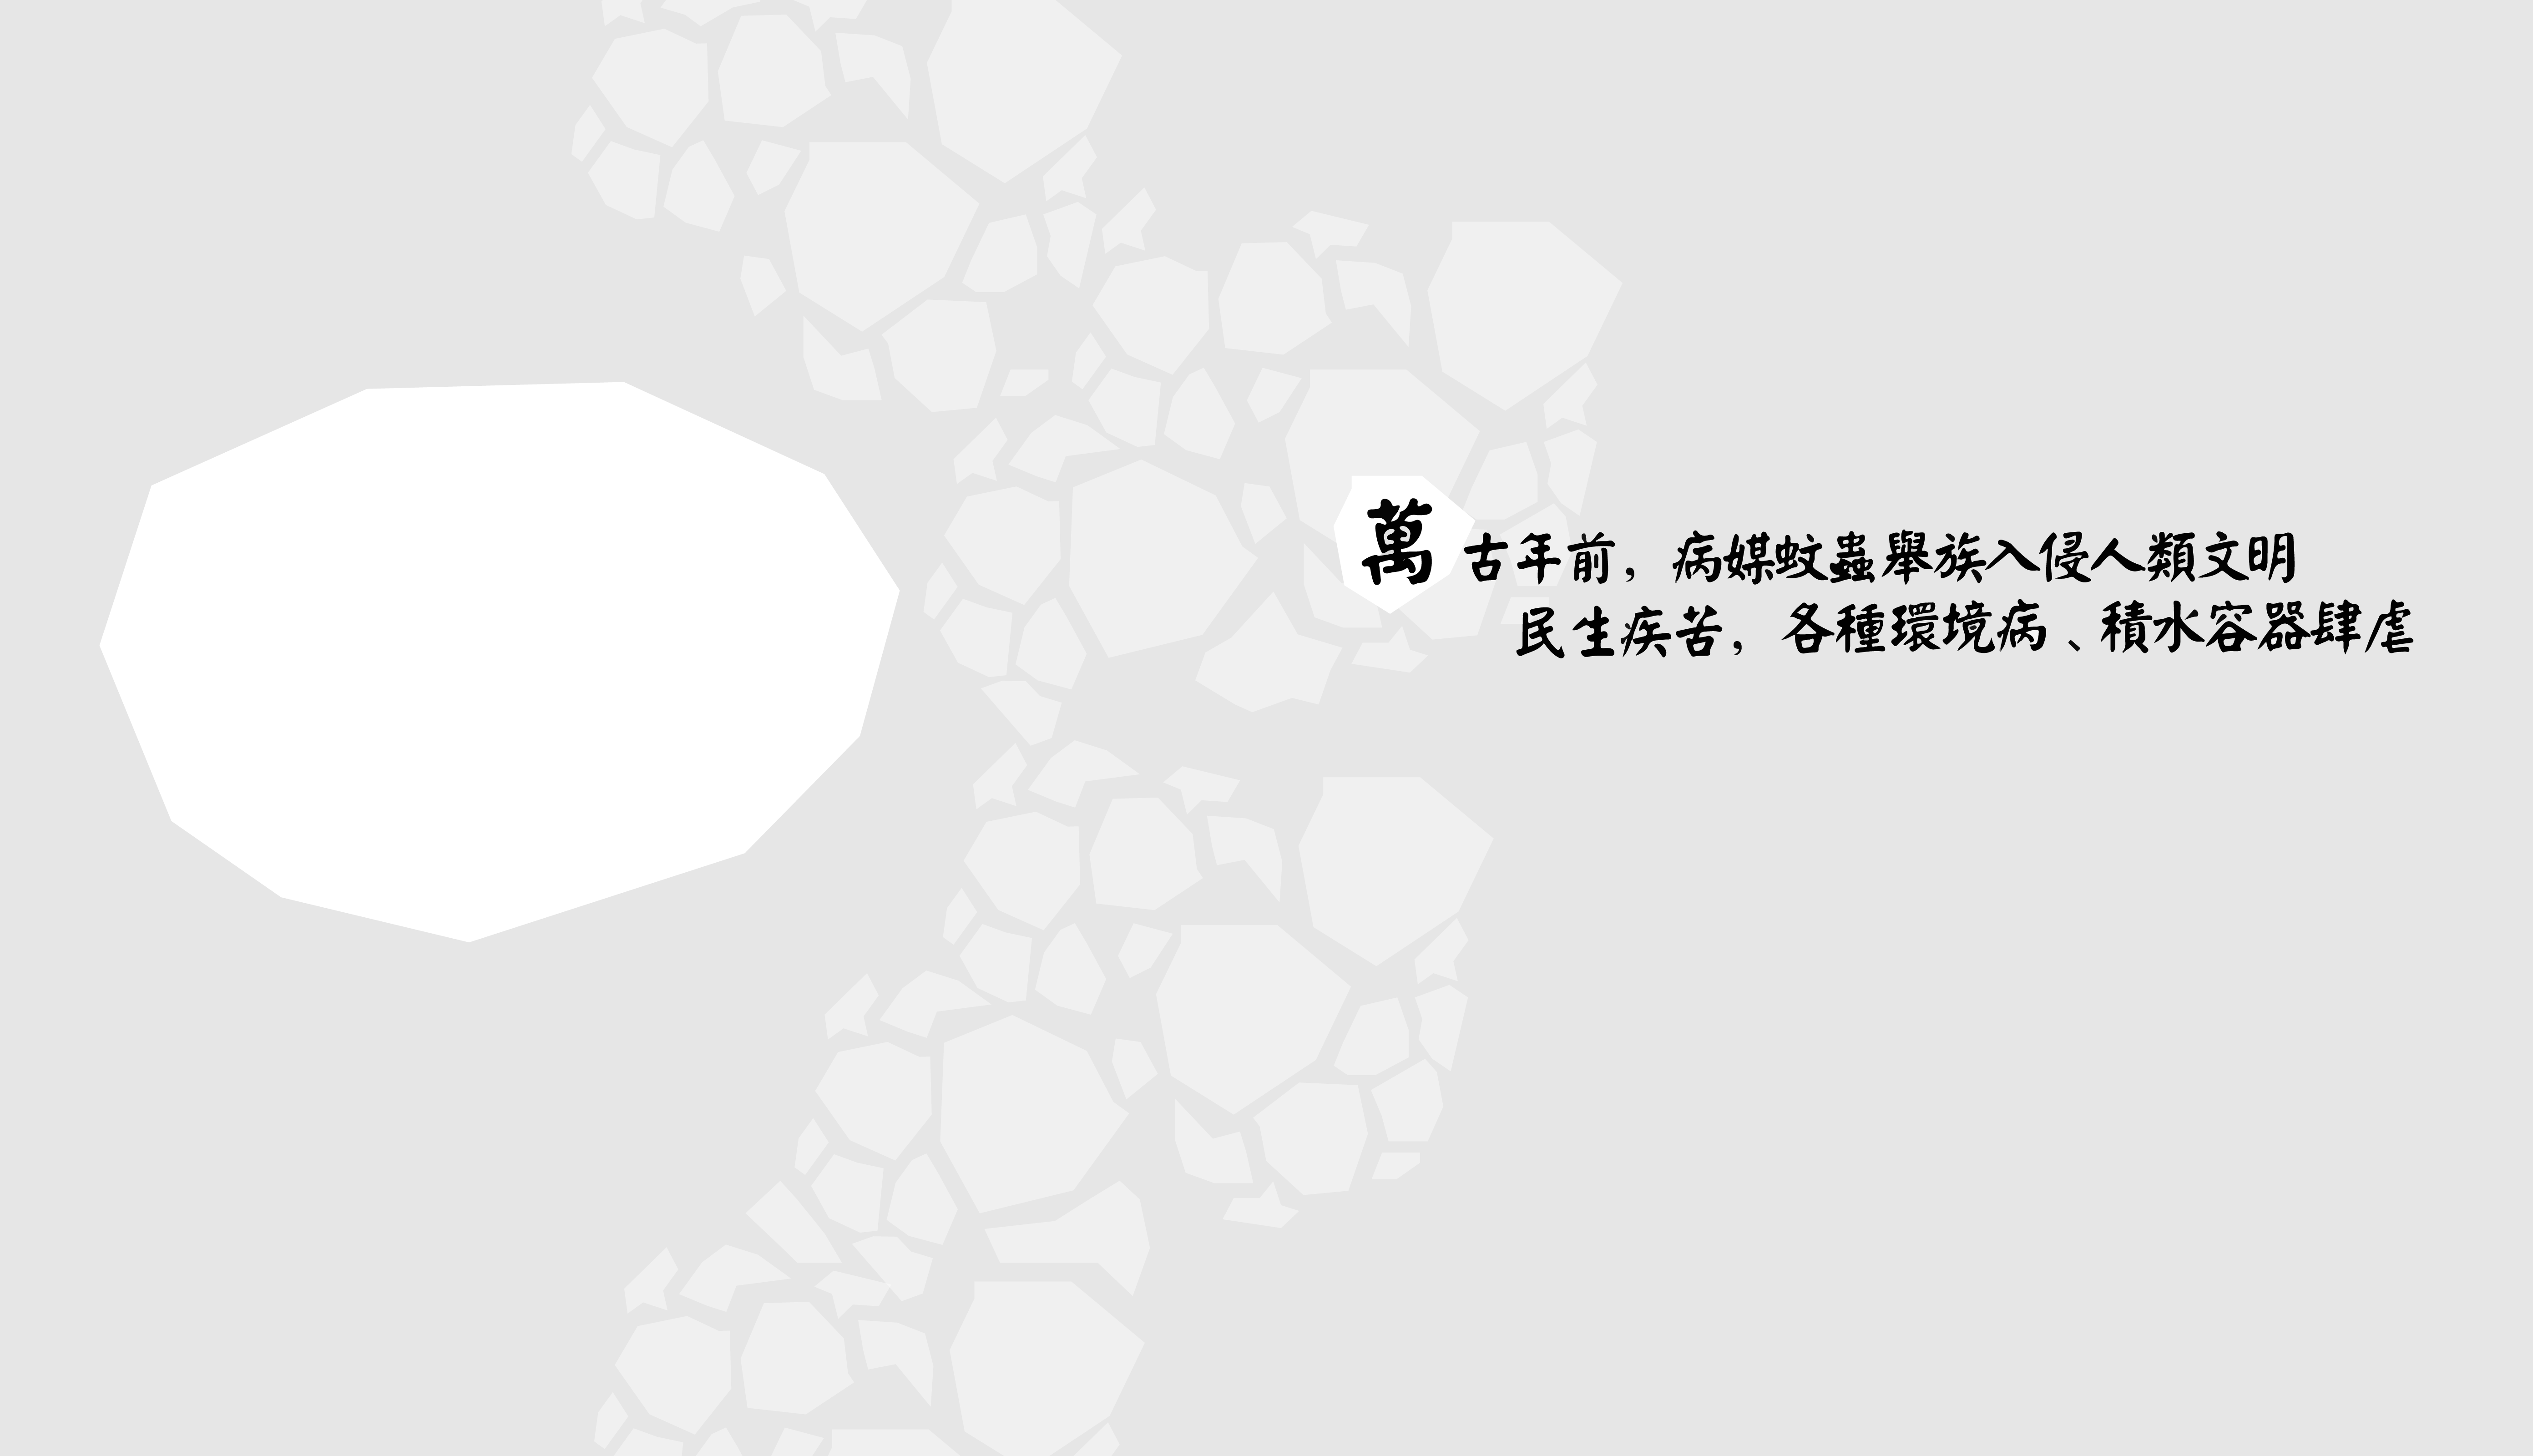 萬古年前，病媒蚊蟲舉族入侵人類文明
民生疾苦，各種環境病、積水容器肆虐